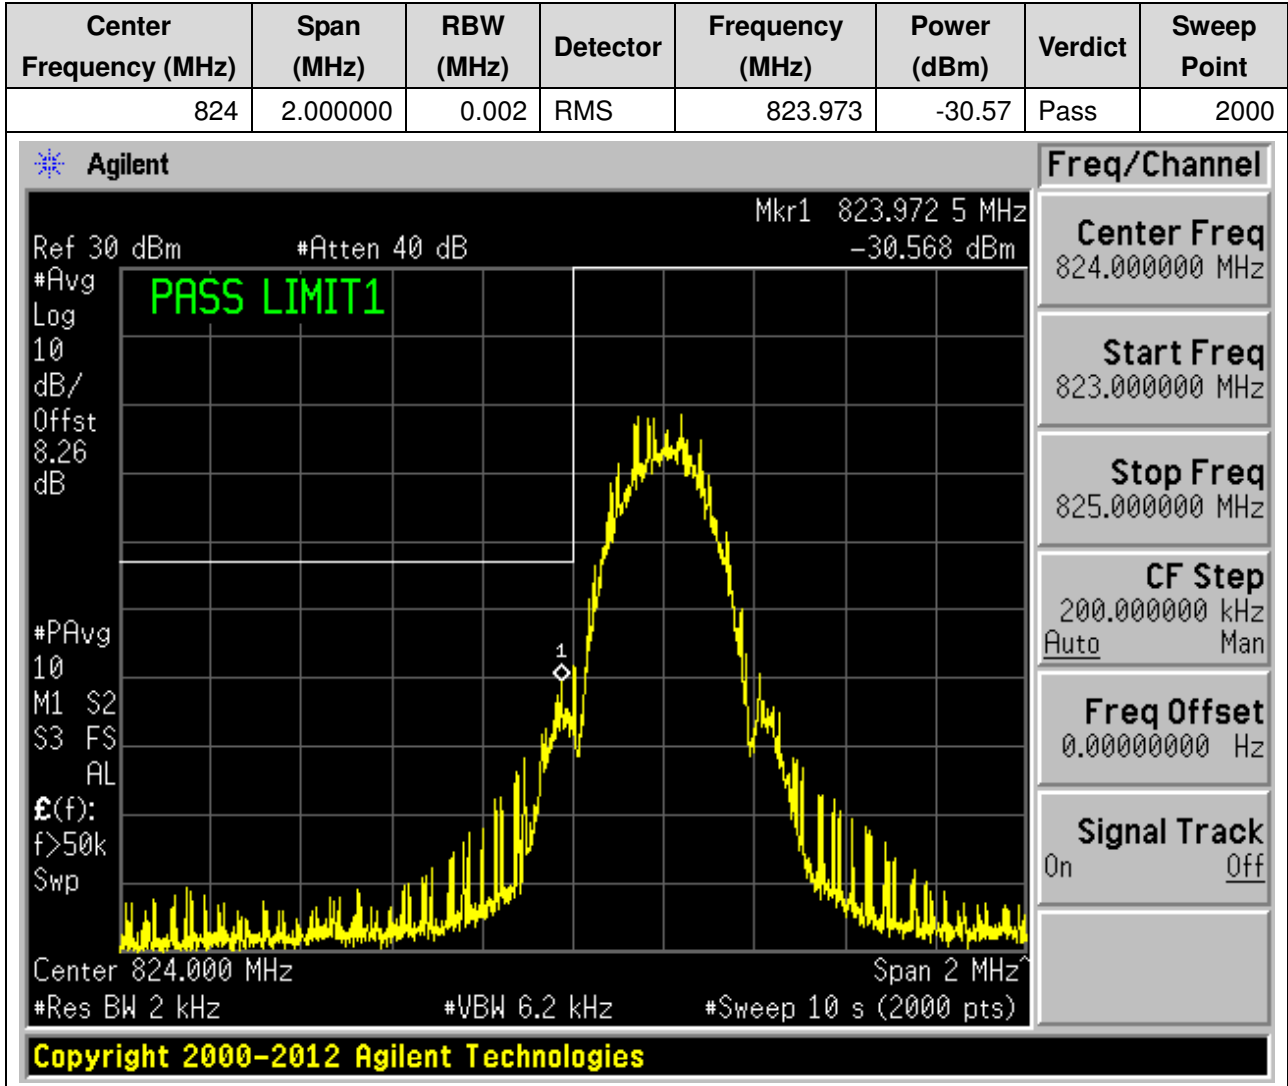 Center Frequency (MHz) Span (MHz) RBW (MHz) Detector Frequency (MHz) Power (dBm) Verdict Sweep Point
824 2.000000 0.002 RMS 823.973 -30.57 Pass 2000
Agilent Freq/Channel
Mkr1 823.972 5 MHz
Ref 30 dBm #Atten 40 dB -30.568 dBm
#Avg
Log
10
dB/
Offst
8.26
dB
PASS LIMIT1
#PAvg
10
M1 S2
S3 FS
AL
£(f):
f>50k
Swp
1
Center 824.000 MHz Span 2 MHz^
#Res BW 2 kHz #VBW 6.2 kHz #Sweep 10 s (2000 pts)
Center Freq
824.000000 MHz
Start Freq
823.000000 MHz
Stop Freq
825.000000 MHz
CF Step
200.000000 kHz
Auto Man
Freq Offset
0.00000000 Hz
Signal Track
On Off
Copyright 2000-2012 Agilent Technologies